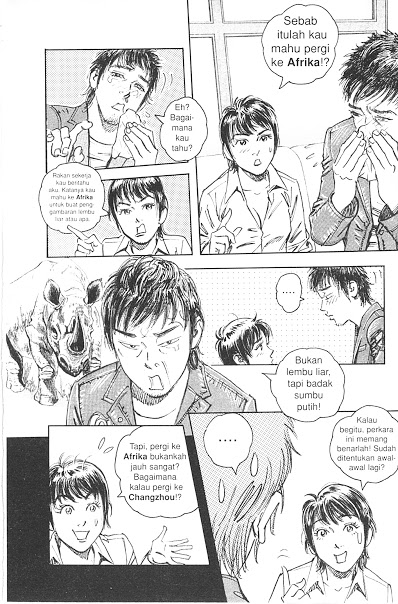 Sebab
itulah kau
mahu pergi
ke Afrika!?
Eh?
Bagai-
mana
kau
tahu?
Rakan sekerja
kau beritahu
aku. Katanya kau
mahu ke Afrika
untuk buat peng-
gambaran lembu
liar atau apa.
....
Bukan
lembu liar,
tapi badak
sumbu
putih!
Kalau
begitu, perkara
ini memang
benarlah! Sudah
ditentukan awal-
awal lagi?
....
Tapi, pergi ke
Afrika bukankah
jauh sangat?
Bagaimana
kalau pergi ke
Changzhou!?